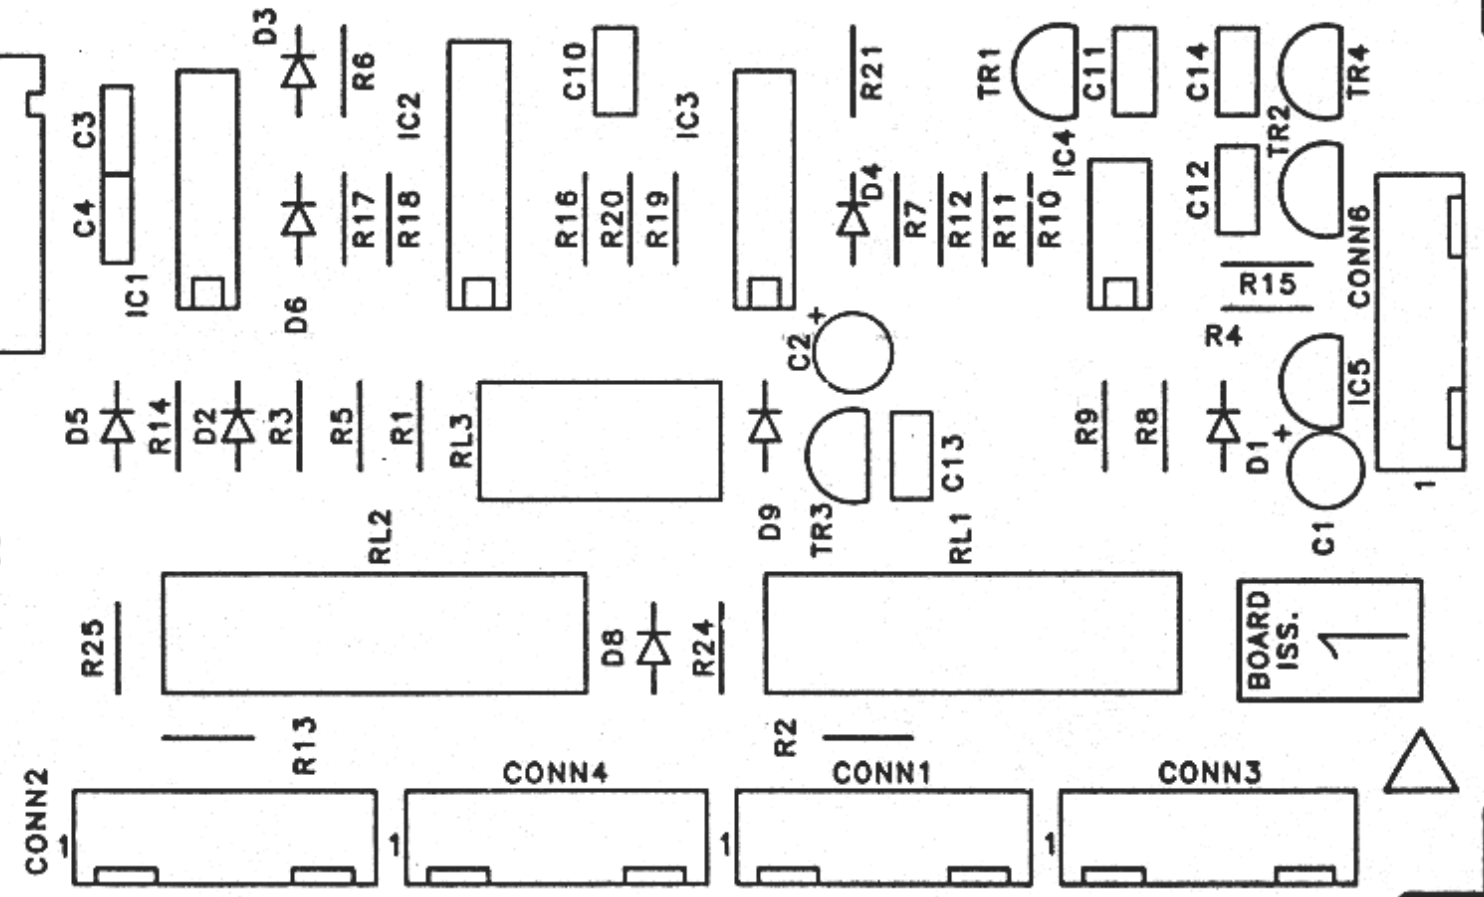 D3
R6
C10
R21
TR1
C11
C14
TR4
C3
IC2
IC3
IC4
TR2
C4
R17
R18
R16
R20
R19
D4
R7
R12
R11
R10
C12
CONN6
IC1
D6
R15
C2
+
R4
D5
R14
D2
R3
R5
R1
RL3
C13
R9
R8
D1
+
IC5
1
RL2
D9
TR3
RL1
C1
R25
D8
R24
BOARD
ISS.
1
R13
R2
CONN2
CONN4
CONN1
CONN3
1
1
1
1